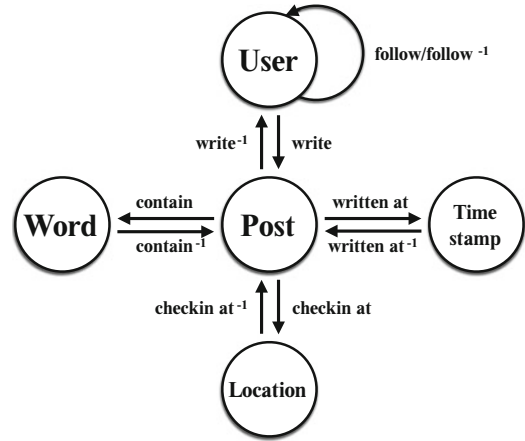 User
follow/follow -1
write-1
write
Word
contain
contain-1
Post
written at
written at-1
Time
stamp
checkin at-1
checkin at
Location